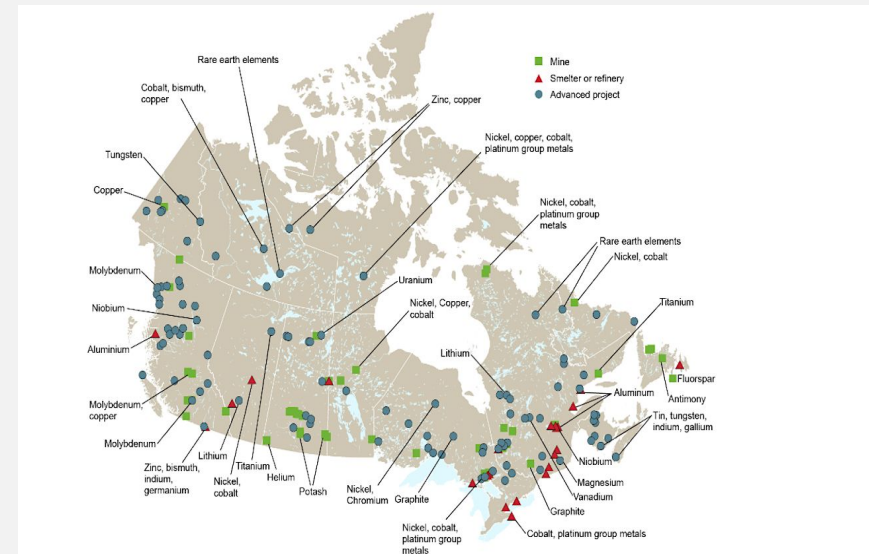 Rare earth elements
Cobalt, bismuth,
copper
Zinc, copper
Mine
Smelter or refinery
Advanced project
Tungsten
Nickel, copper, cobalt,
platinum group metals
Copper
Nickel, cobalt,
platinum group
metals
Rare earth elements
Nickel, cobalt
Molybdenum
Uranium
Niobium
Nickel, Copper,
cobalt
Titanium
Aluminium
Lithium
Fluorspar
Aluminum
Antimony
Molybdenum,
copper
Tin, tungsten,
indium, gallium
Molybdenum
Niobium
Zinc, bismuth,
indium,
germanium
Lithium
Nickel,
cobalt
Titanium
Helium
Potash
Nickel,
Chromium
Graphite
Magnesium
Vanadium
Graphite
Nickel, cobalt,
platinum group
metals
Cobalt, platinum group metals